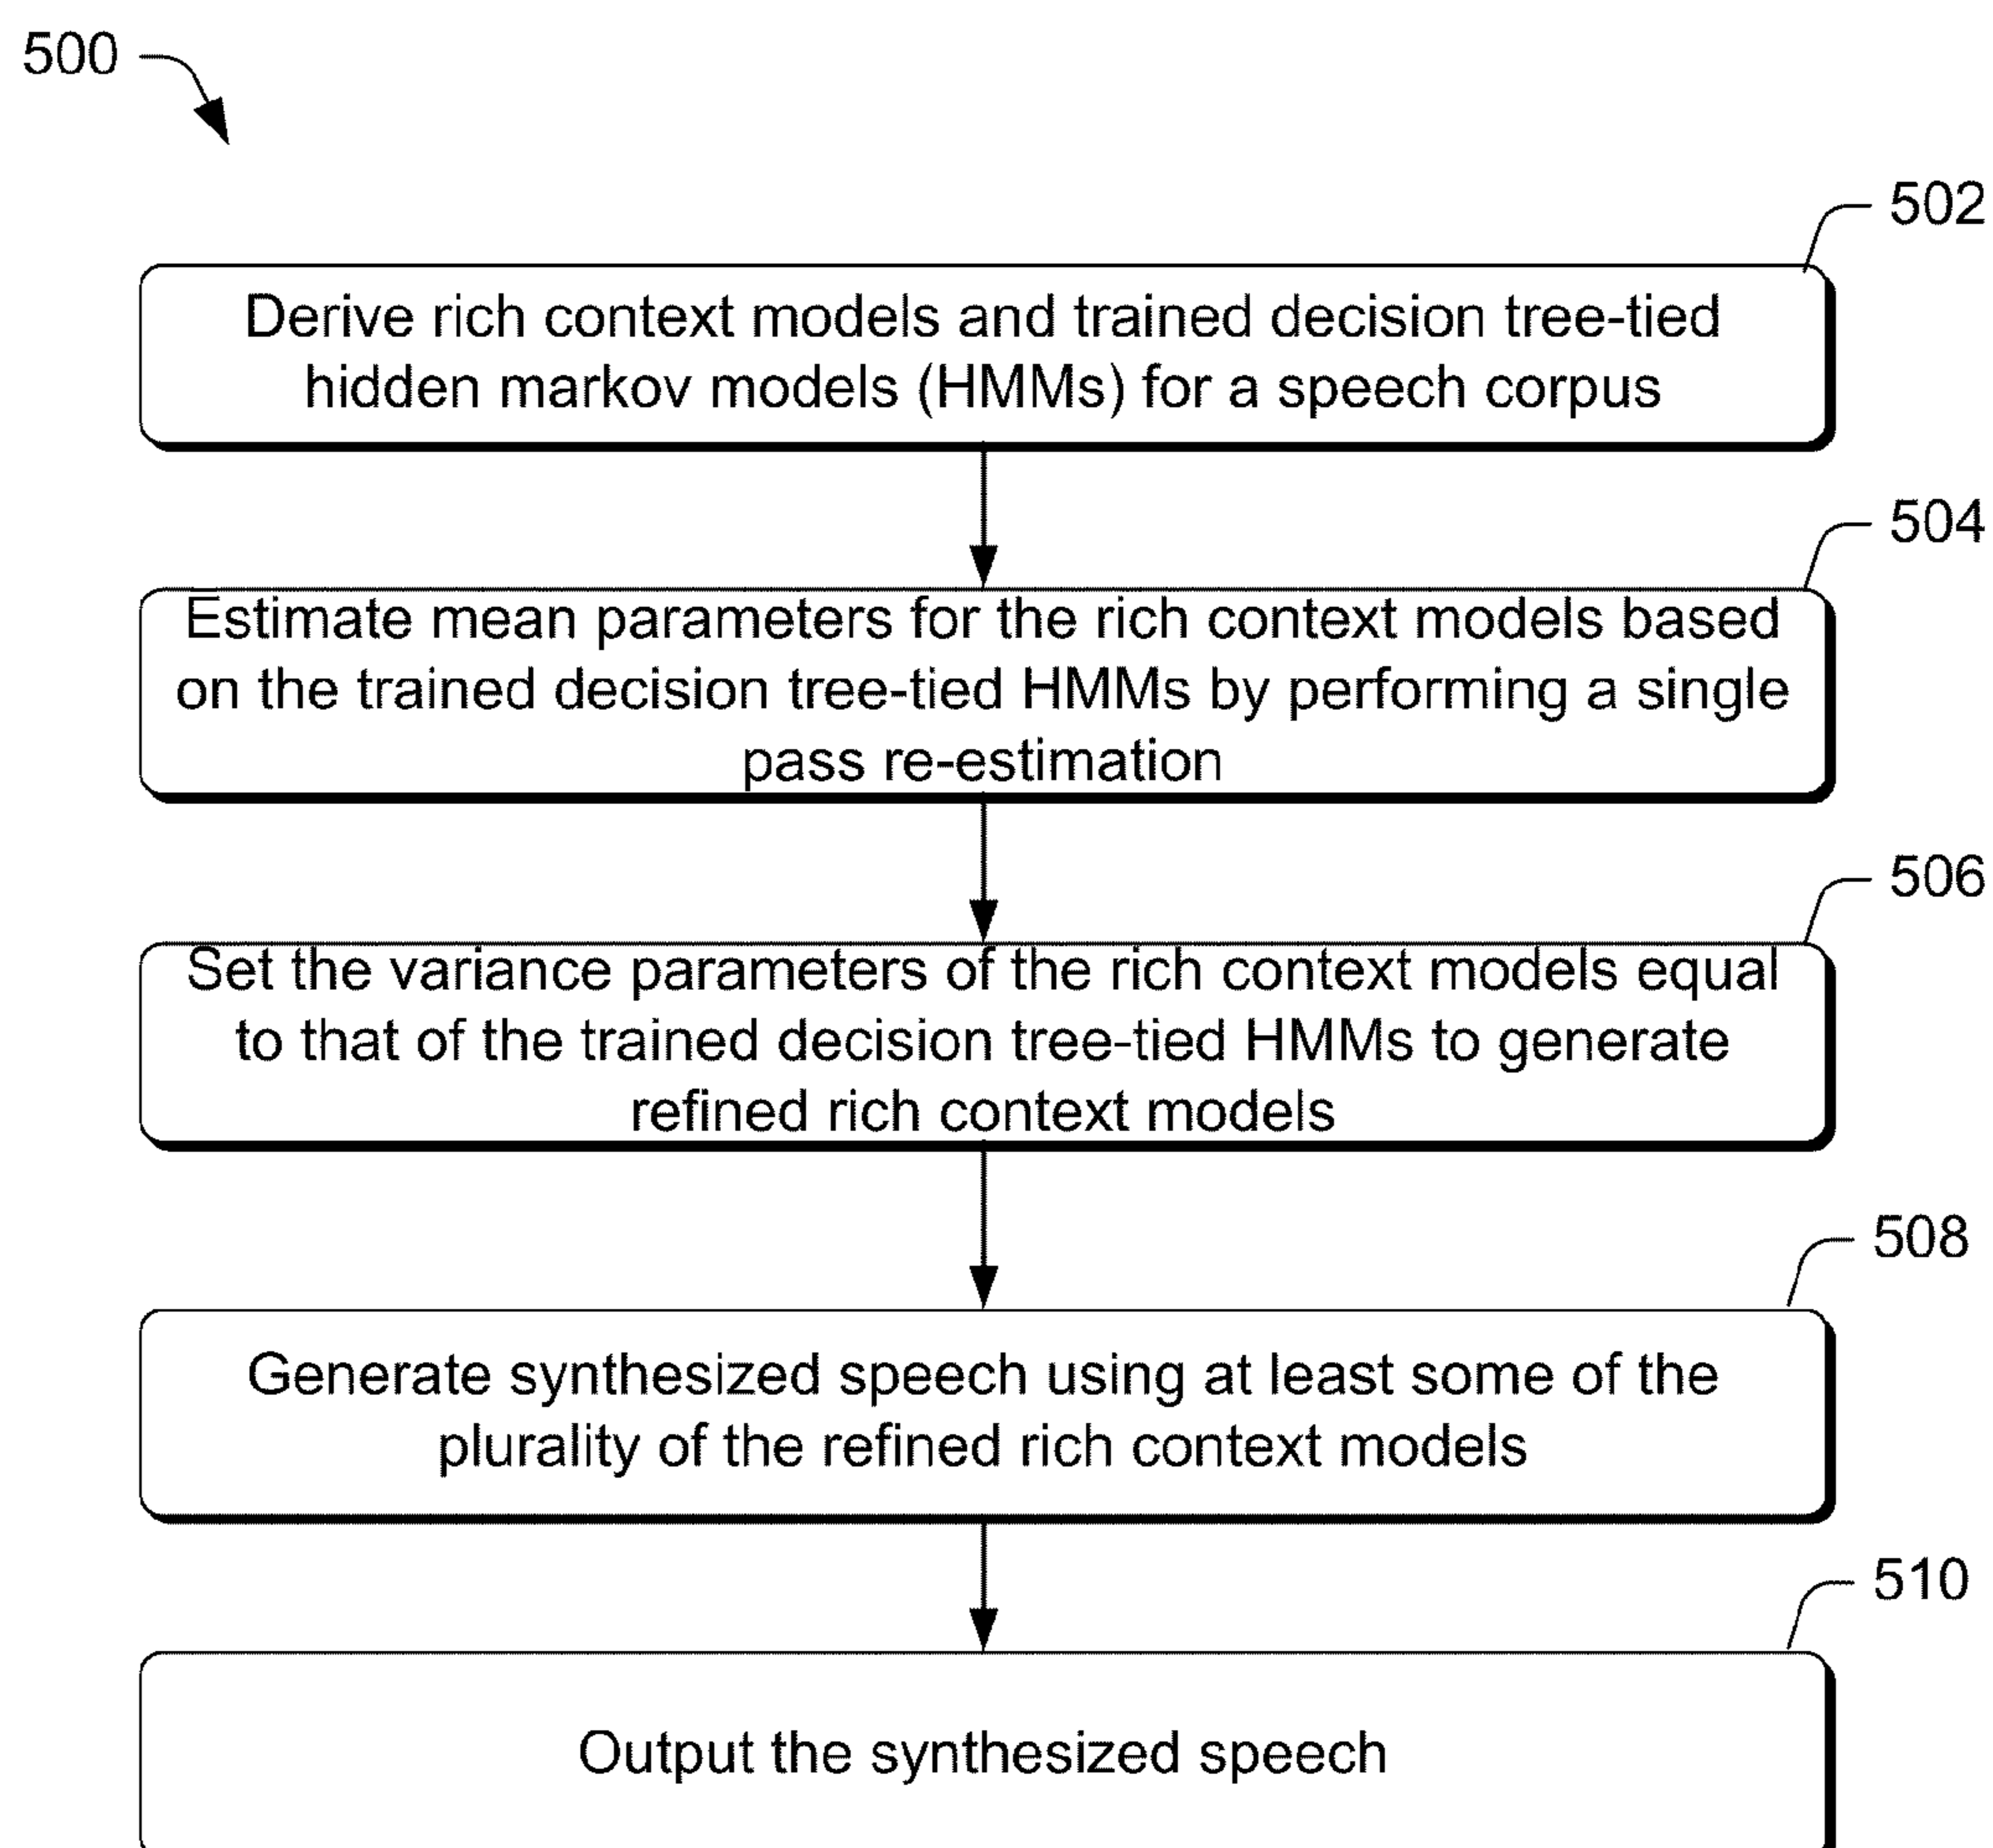 500
502
Derive rich context models and trained decision tree-tied
hidden markov models (HMMs) for a speech corpus
504
Estimate mean parameters for the rich context models based
on the trained decision tree-tied HMMs by performing a single
pass re-estimation
506
Set the variance parameters of the rich context models equal
to that of the trained decision tree-tied HMMs to generate
refined rich context models
508
Generate synthesized speech using at least some of the
plurality of the refined rich context models
510
Output the synthesized speech